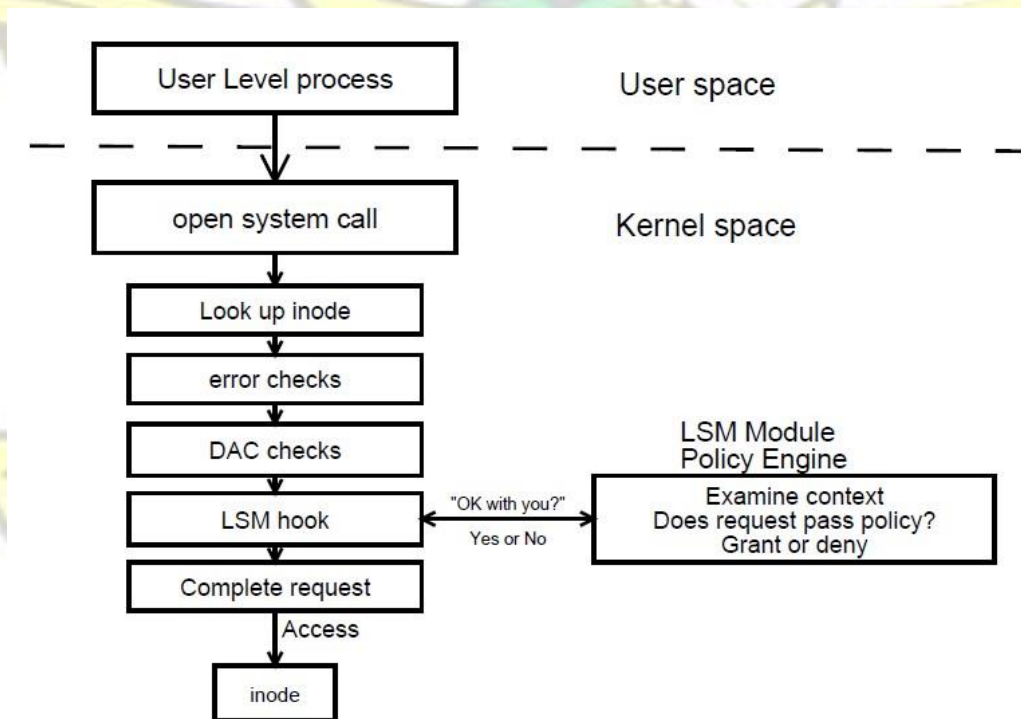 User Level process
User space
open system call
Kernel space
Look up inode
error checks
DAC checks
LSM Module
Policy Engine
LSM hook
"OK with you?"
Yes or No
Examine context
Does request pass policy?
Grant or deny
Complete request
Access
inode